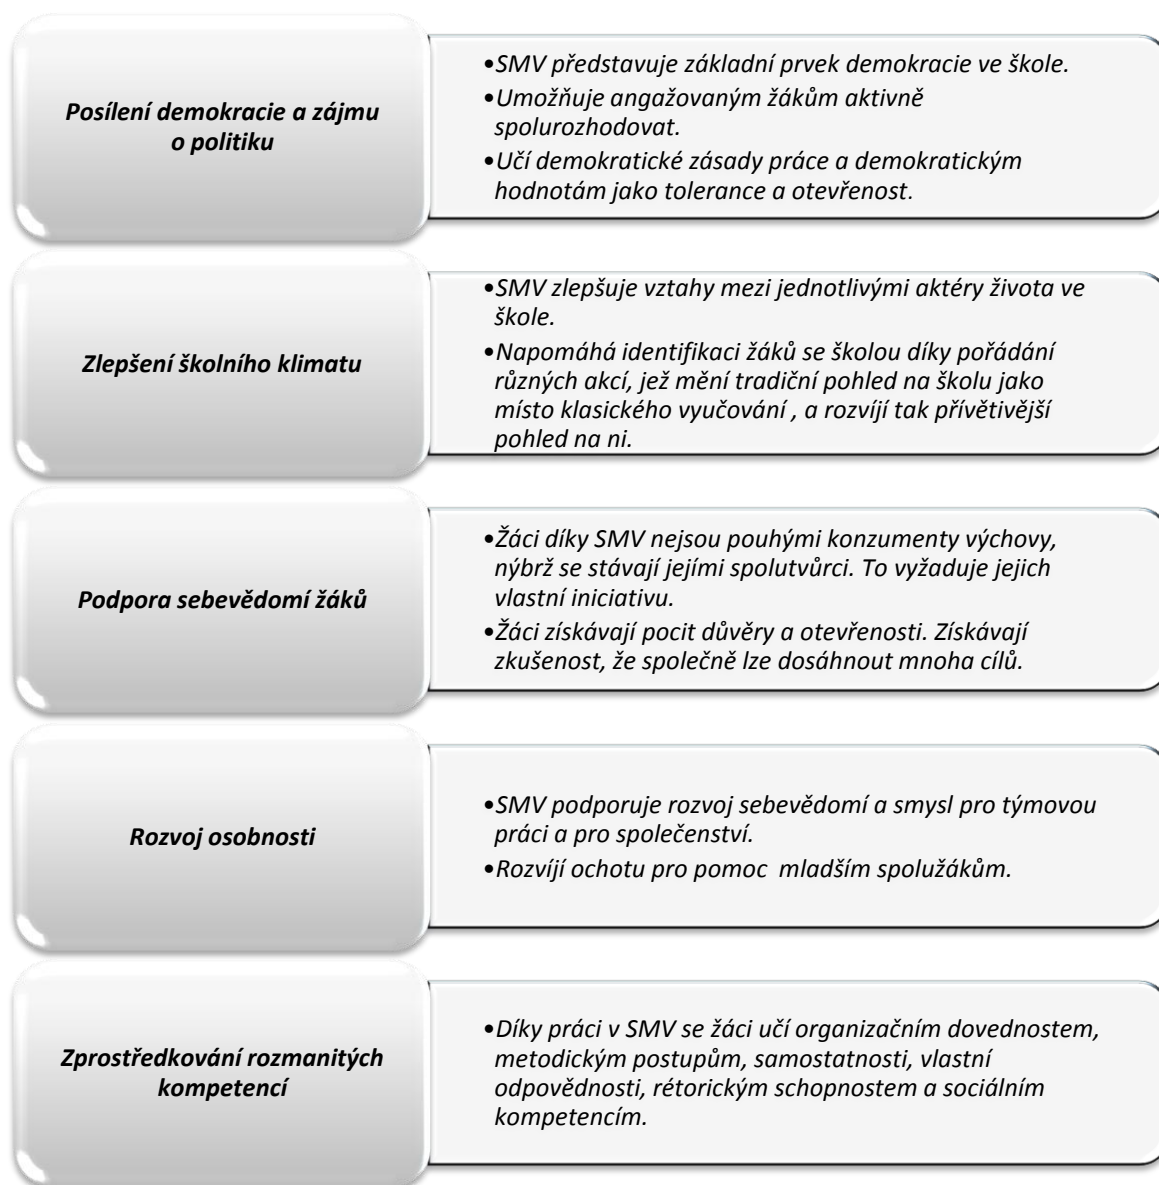 Posílení demokracie a zájmu
o politiku
•SMV představuje základní prvek demokracie ve škole.
•Umožňuje angažovaným žákům aktivně
spolurozhodovat.
•Učí demokratické zásady práce a demokratickým
hodnotám jako tolerance a otevřenost.
Zlepšení školního klimatu
•SMV zlepšuje vztahy mezi jednotlivými aktéry života ve
škole.
•Napomáhá identifikaci žáků se školou díky pořádání
různých akcí, jež mění tradiční pohled na školu jako
místo klasického vyučování , a rozvíjí tak přívětivější
pohled na ni.
Podpora sebevědomí žáků
•Žáci díky SMV nejsou pouhými konzumenty výchovy,
nýbrž se stávají jejími spolutvůrci. To vyžaduje jejich
vlastní iniciativu.
•Žáci získávají pocit důvěry a otevřenosti. Získávají
zkušenost, že společně lze dosáhnout mnoha cílů.
Rozvoj osobnosti
•SMV podporuje rozvoj sebevědomí a smysl pro týmovou
práci a pro společenství.
•Rozvíjí ochotu pro pomoc  mladším spolužákům.
Zprostředkování rozmanitých
kompetencí
•Díky práci v SMV se žáci učí organizačním dovednostem,
metodickým postupům, samostatnosti, vlastní
odpovědnosti, rétorickým schopnostem a sociálním
kompetencím.